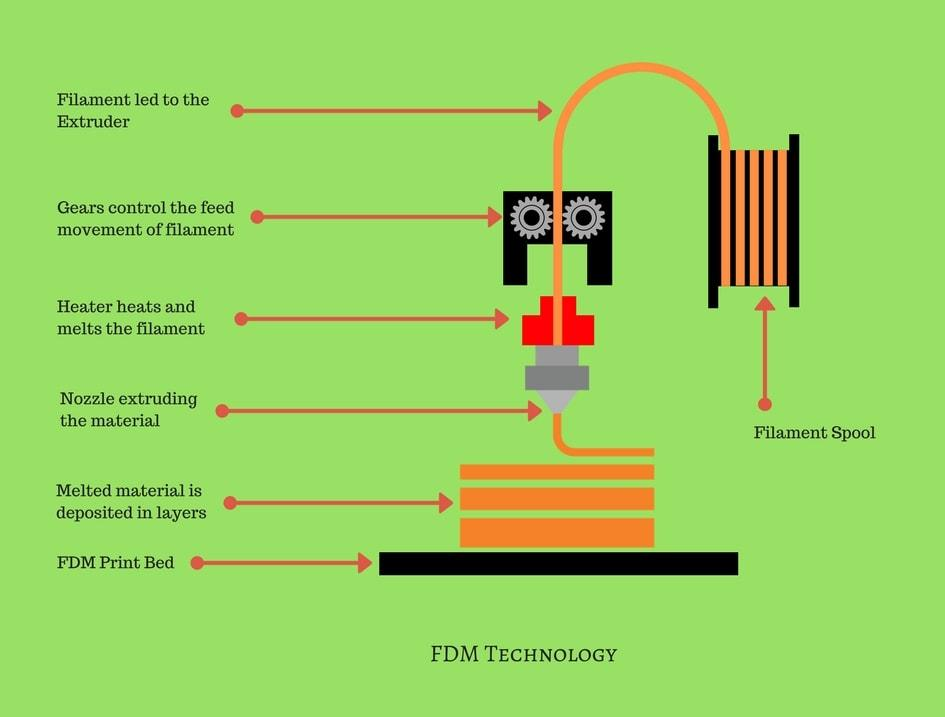 Filament led to the
Extruder
Gears control the feed
movement of filament
Heater heats and
melts the filament
Nozzle extruding
the material
Filament Spool
Melted material is
deposited in layers
FDM Print Bed
FDM Technology